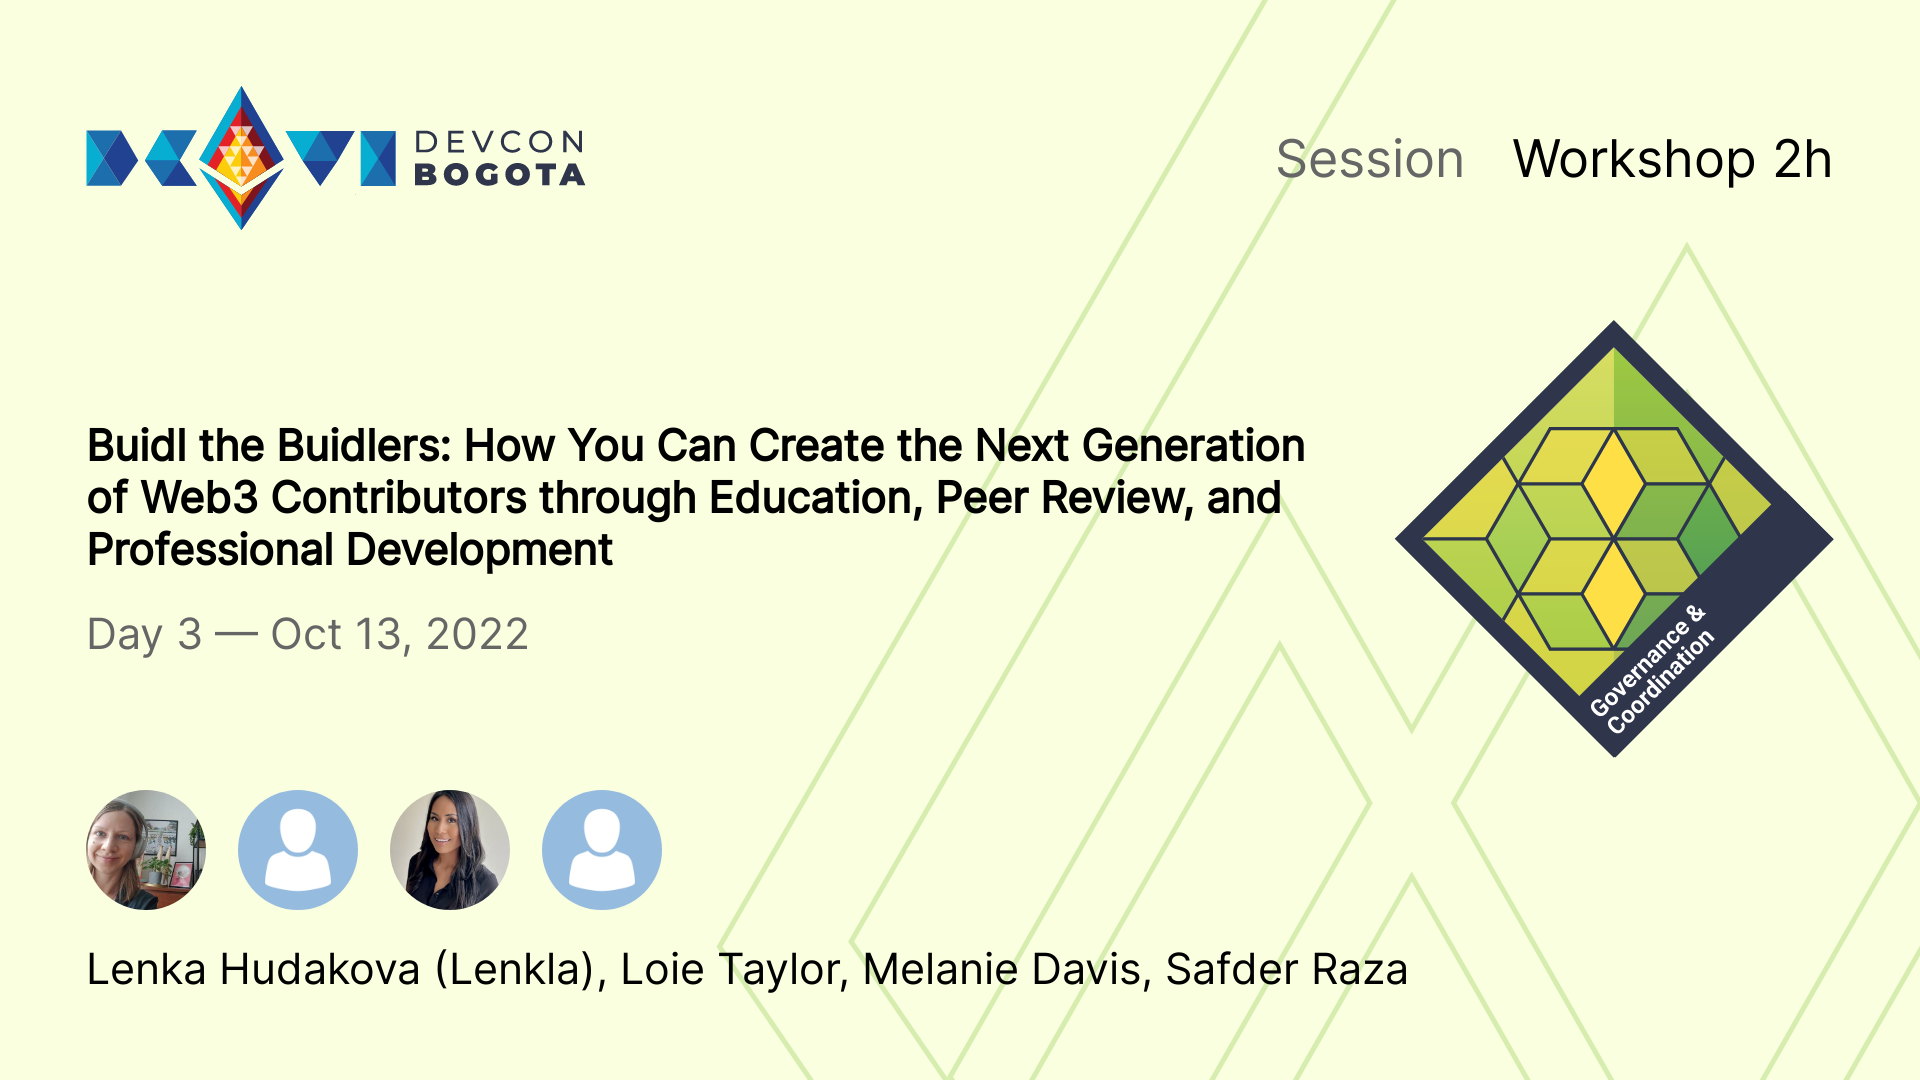 DEVCON
BOGOTA
Session Workshop 2h
Buidl the Buidlers: How You Can Create the Next Generation
of Web3 Contributors through Education, Peer Review, and
Professional Development
Day 3 — Oct 13, 2022
Governance &
Coordination
Lenka Hudakova (Lenkla), Loie Taylor, Melanie Davis, Safder Raza